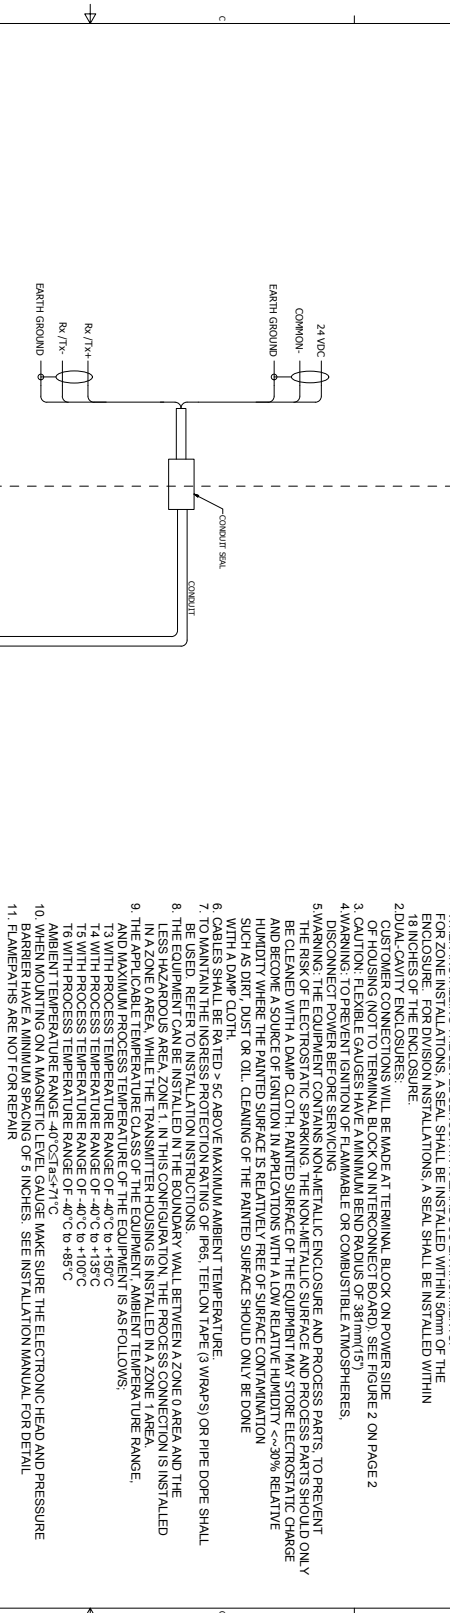 C
24 VDC
COMMON-
EARTH GROUND
Rx /Tx+
Rx /Tx-
EARTH GROUND
CONDUIT SEAL
CONDUIT
FOR ZONE INSTALLATIONS, A SEAL SHALL BE INSTALLED WITHIN 50mm OF THE
ENCLOSURE. FOR DIVISION INSTALLATIONS, A SEAL SHALL BE INSTALLED WITHIN
18 INCHES OF THE ENCLOSURE.
2.DUAL-CAVITY ENCLOSURES:
CUSTOMER CONNECTIONS WILL BE MADE AT TERMINAL BLOCK ON POWER SIDE
OF HOUSING (NOT TO TERMINAL BLOCK ON INTERCONNECT BOARD). SEE FIGURE 2 ON PAGE 2
3. CAUTION: FLEXIBLE GAUGES HAVE A MINIMUM BEND RADIUS OF 381mm(15")
4.WARNING: TO PREVENT IGNITION OF FLAMMABLE OR COMBUSTIBLE ATMOSPHERES,
DISCONNECT POWER BEFORE SERVICING
5.WARNING: THE EQUIPMENT CONTAINS NON-METALLIC ENCLOSURE AND PROCESS PARTS, TO PREVENT
THE RISK OF ELECTROSTATIC SPARKING. THE NON-METALLIC SURFACE AND PROCESS PARTS SHOULD ONLY
BE CLEANED WITH A DAMP CLOTH. PAINTED SURFACE OF THE EQUIPMENT MAY STORE ELECTROSTATIC CHARGE
AND BECOME A SOURCE OF IGNITION IN APPLICATIONS WITH A LOW RELATIVE HUMIDITY <~30% RELATIVE
HUMIDITY WHERE THE PAINTED SURFACE IS RELATIVELY FREE OF SURFACE CONTAMINATION
SUCH AS DIRT, DUST OR OIL. CLEANING OF THE PAINTED SURFACE SHOULD ONLY BE DONE
WITH A DAMP CLOTH.
6. CABLES SHALL BE RATED > 5C ABOVE MAXIMUM AMBIENT TEMPERATURE.
7. TO MAINTAIN THE INGRESS PROTECTION RATING OF IP65, TEFLON TAPE (3 WRAPS) OR PIPE DOPE SHALL
BE USED. REFER TO INSTALLATION INSTRUCTIONS.
8. THE EQUIPMENT CAN BE INSTALLED IN THE BOUNDARY WALL BETWEEN A ZONE 0 AREA AND THE
LESS HAZARDOUS AREA, ZONE 1. IN THIS CONFIGURATION, THE PROCESS CONNECTION IS INSTALLED
IN A ZONE 0 AREA, WHILE THE TRANSMITTER HOUSING IS INSTALLED IN A ZONE 1 AREA.
9. THE APPLICABLE TEMPERATURE CLASS OF THE EQUIPMENT, AMBIENT TEMPERATURE RANGE,
AND MAXIMUM PROCESS TEMPERATURE OF THE EQUIPMENT IS AS FOLLOWS;
T3 WITH PROCESS TEMPERATURE RANGE OF -40°C to +150°C
T4 WITH PROCESS TEMPERATURE RANGE OF -40°C to +135°C
T5 WITH PROCESS TEMPERATURE RANGE OF -40°C to +100°C
T6 WITH PROCESS TEMPERATURE RANGE OF -40°C to +85°C
AMBIENT TEMPERATURE RANGE -40°C≤Ta≤+71°C
10. WHEN MOUNTING ON A MAGNETIC LEVEL GAUGE MAKE SURE THE ELECTRONIC HEAD AND PRESSURE
BARRIER HAVE A MINIMUM SPACING OF 5 INCHES. SEE INSTALLATION MANUAL FOR DETAIL
11. FLAMEPATHS ARE NOT FOR REPAIR